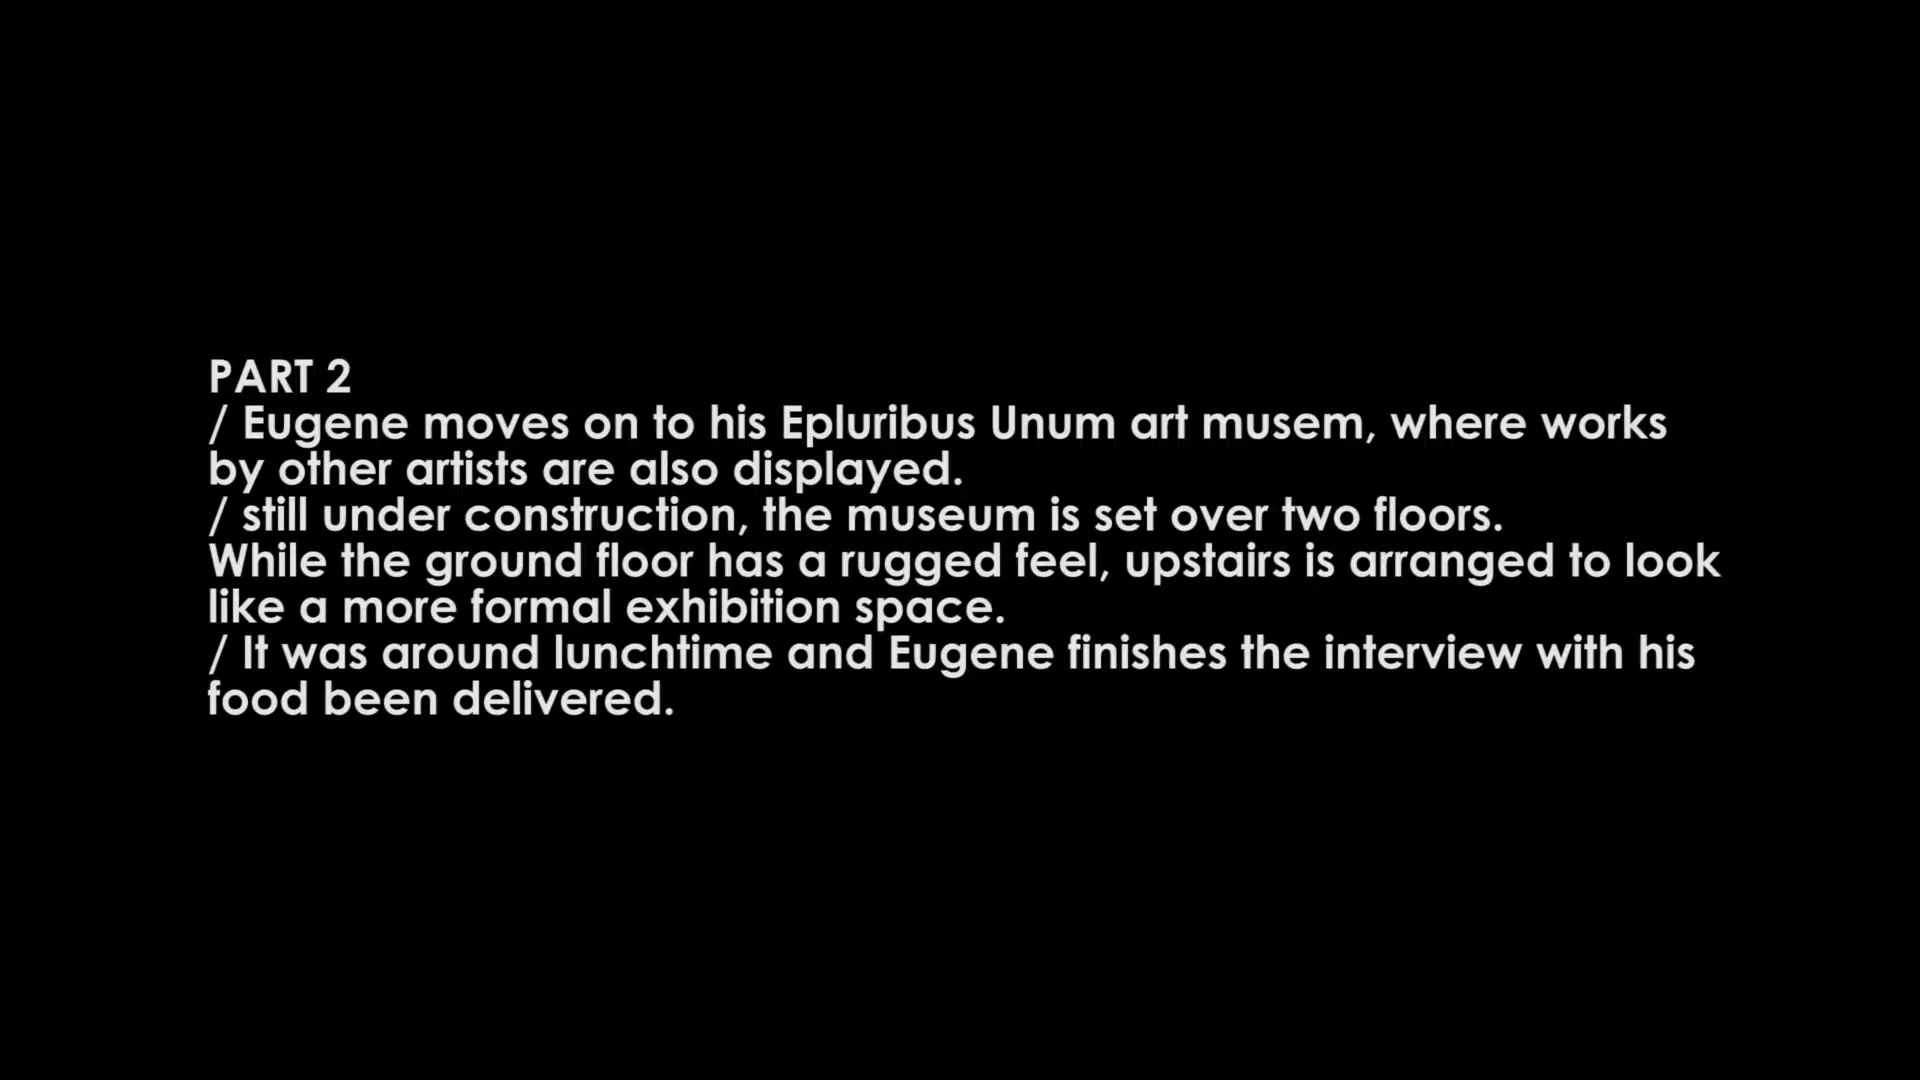 PART 2
/ Eugene moves on to his Epluribus Unum art musem, where works
by other artists are also displayed.
/ still under construction, the museum is set over two floors.
While the ground floor has a rugged feel, upstairs is arranged to look
like a more formal exhibition space.
/ It was around lunchtime and Eugene finishes the interview with his
food been delivered.